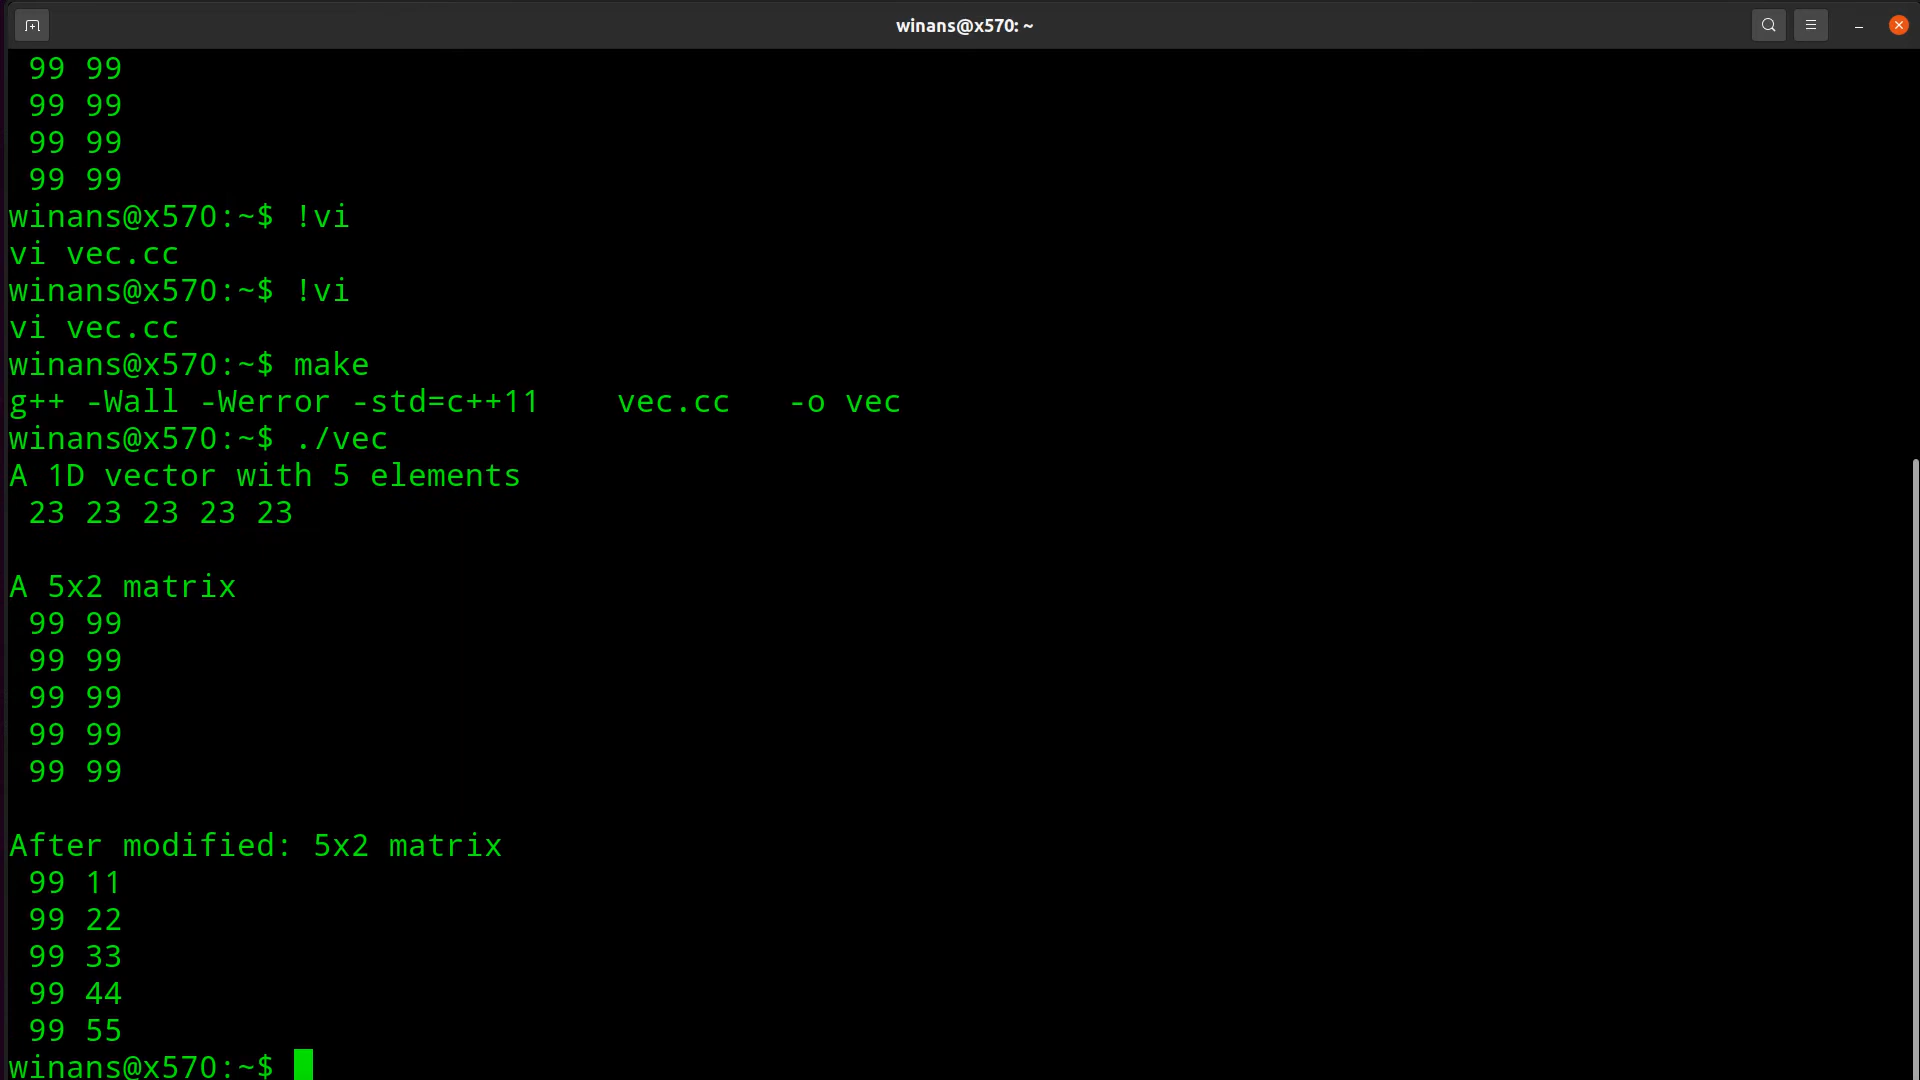 winans@x570: ~
99 99
99 99
99 99
99 99
winans@x570:~$ !vi
vi vec.cc
winans@x570:~$ !vi
vi vec.cc
winans@x570:~$ make
g++ -Wall -Werror -std=c++11    vec.cc   -o vec
winans@x570:~$ ./vec
A 1D vector with 5 elements
 23 23 23 23 23
A 5x2 matrix
 99 99
 99 99
 99 99
 99 99
 99 99
After modified: 5x2 matrix
 99 11
 99 22
 99 33
 99 44
 99 55
winans@x570:~$